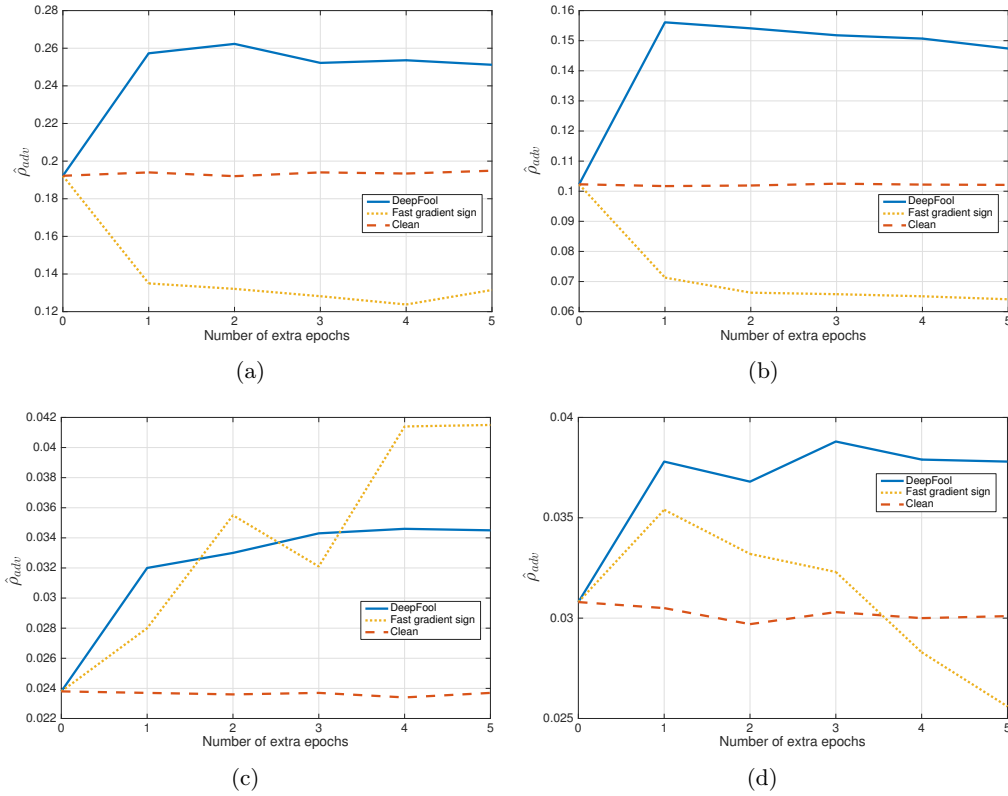 0.28
0.26
0.24
0.22
0.2
0.18
0.16
0.14
0.12
ρ̂adv
DeepFool
Fast gradient sign
Clean
0 1 2 3 4 5
Number of extra epochs
(a)
0.16
0.15
0.14
0.13
0.12
0.11
0.1
0.09
0.08
0.07
0.06
ρ̂adv
DeepFool
Fast gradient sign
Clean
0 1 2 3 4 5
Number of extra epochs
(b)
0.042
0.04
0.038
0.036
0.034
0.032
0.03
0.028
0.026
0.024
0.022
ρ̂adv
DeepFool
Fast gradient sign
Clean
0 1 2 3 4 5
Number of extra epochs
(c)
0.04
0.035
0.03
0.025
ρ̂adv
DeepFool
Fast gradient sign
Clean
0 1 2 3 4 5
Number of extra epochs
(d)